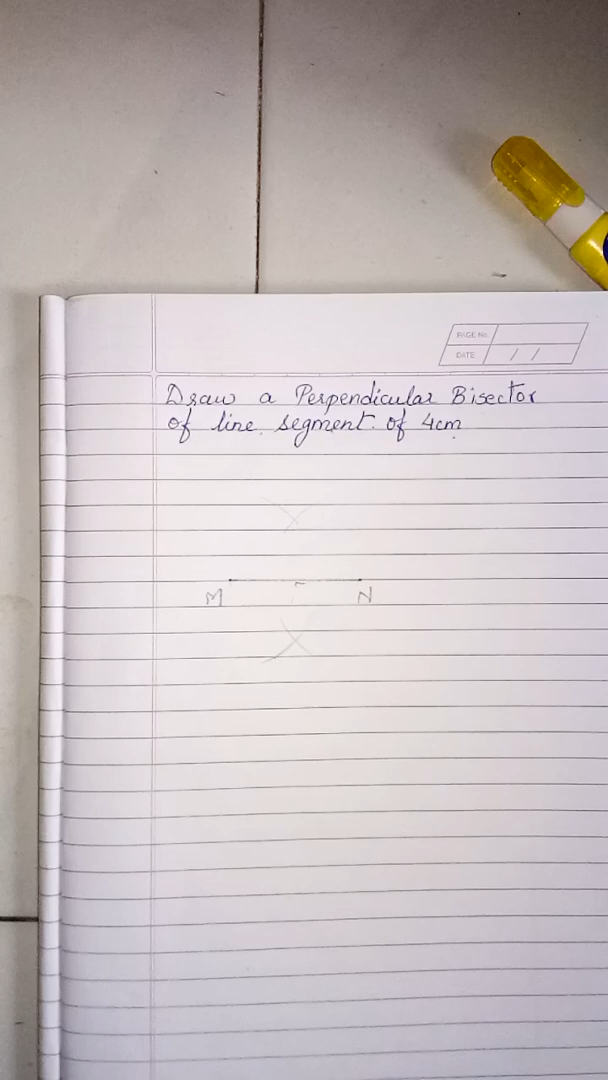 PAGE No.
DATE / /
Draw a Perpendicular Bisector
of line segment of 4cm
M N